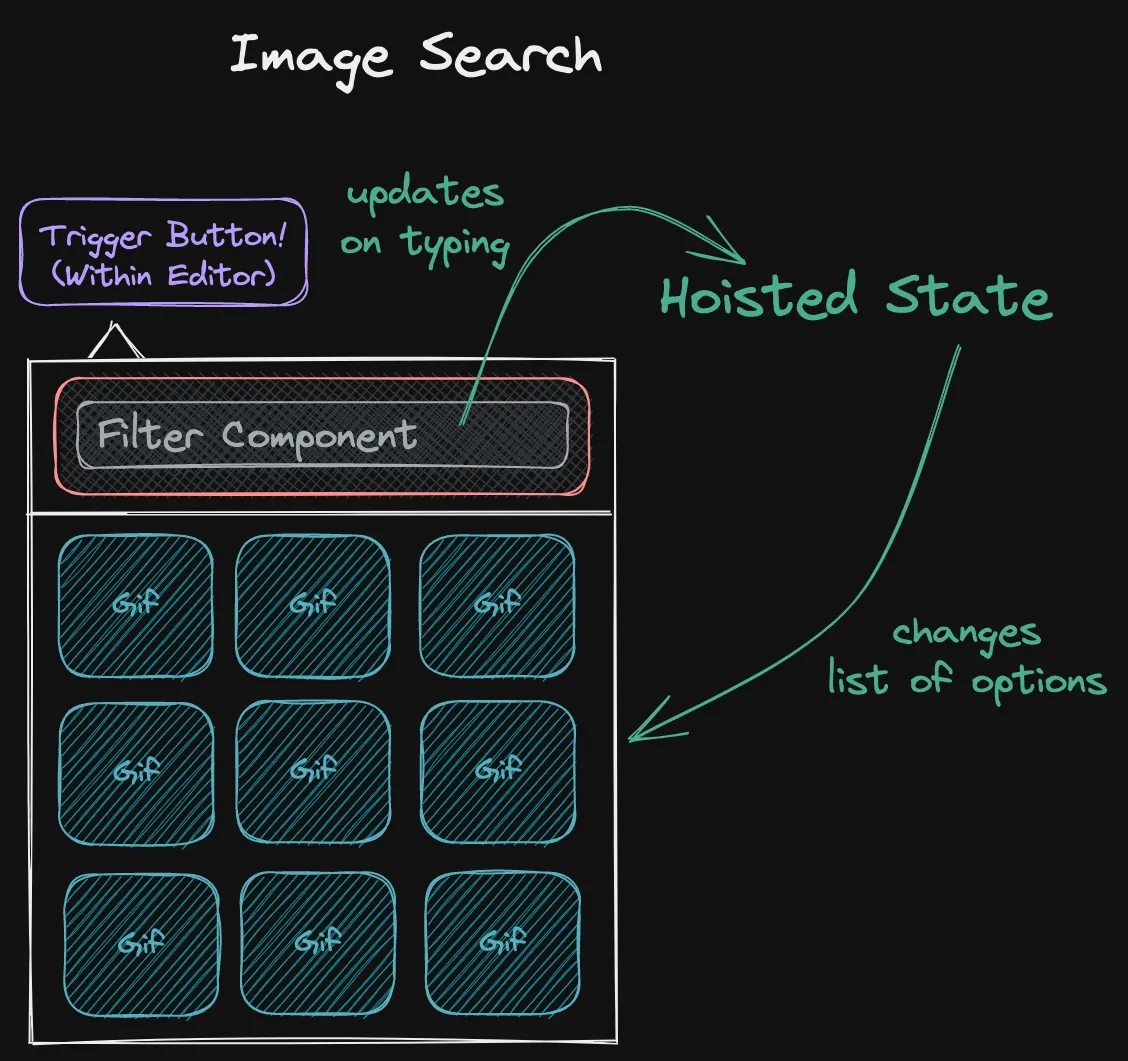 Image Search
updates
on typing
Trigger Button!
(Within Editor)
Hoisted State
Filter Component
Gif Gif Gif
changes
list of options
Gif Gif Gif
Gif Gif Gif